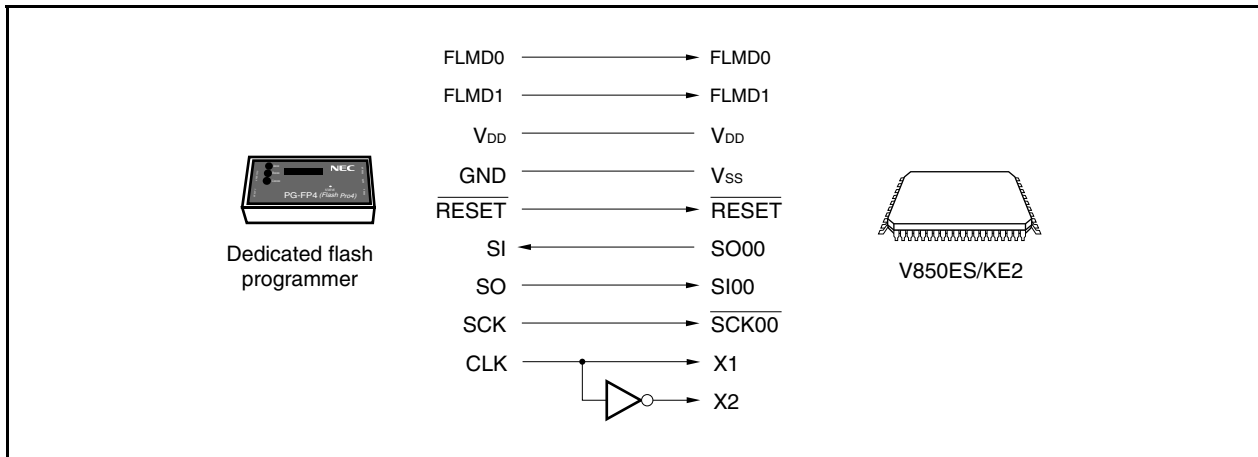 FLMD0 FLMD0
FLMD1 FLMD1
VDD VDD
GND VSS
RESET RESET
SI SO00
SO SI00
SCK SCK00
CLK X1
X2
NEC
PG-FP4 (Flash Pro4)
Dedicated flash
programmer
V850ES/KE2